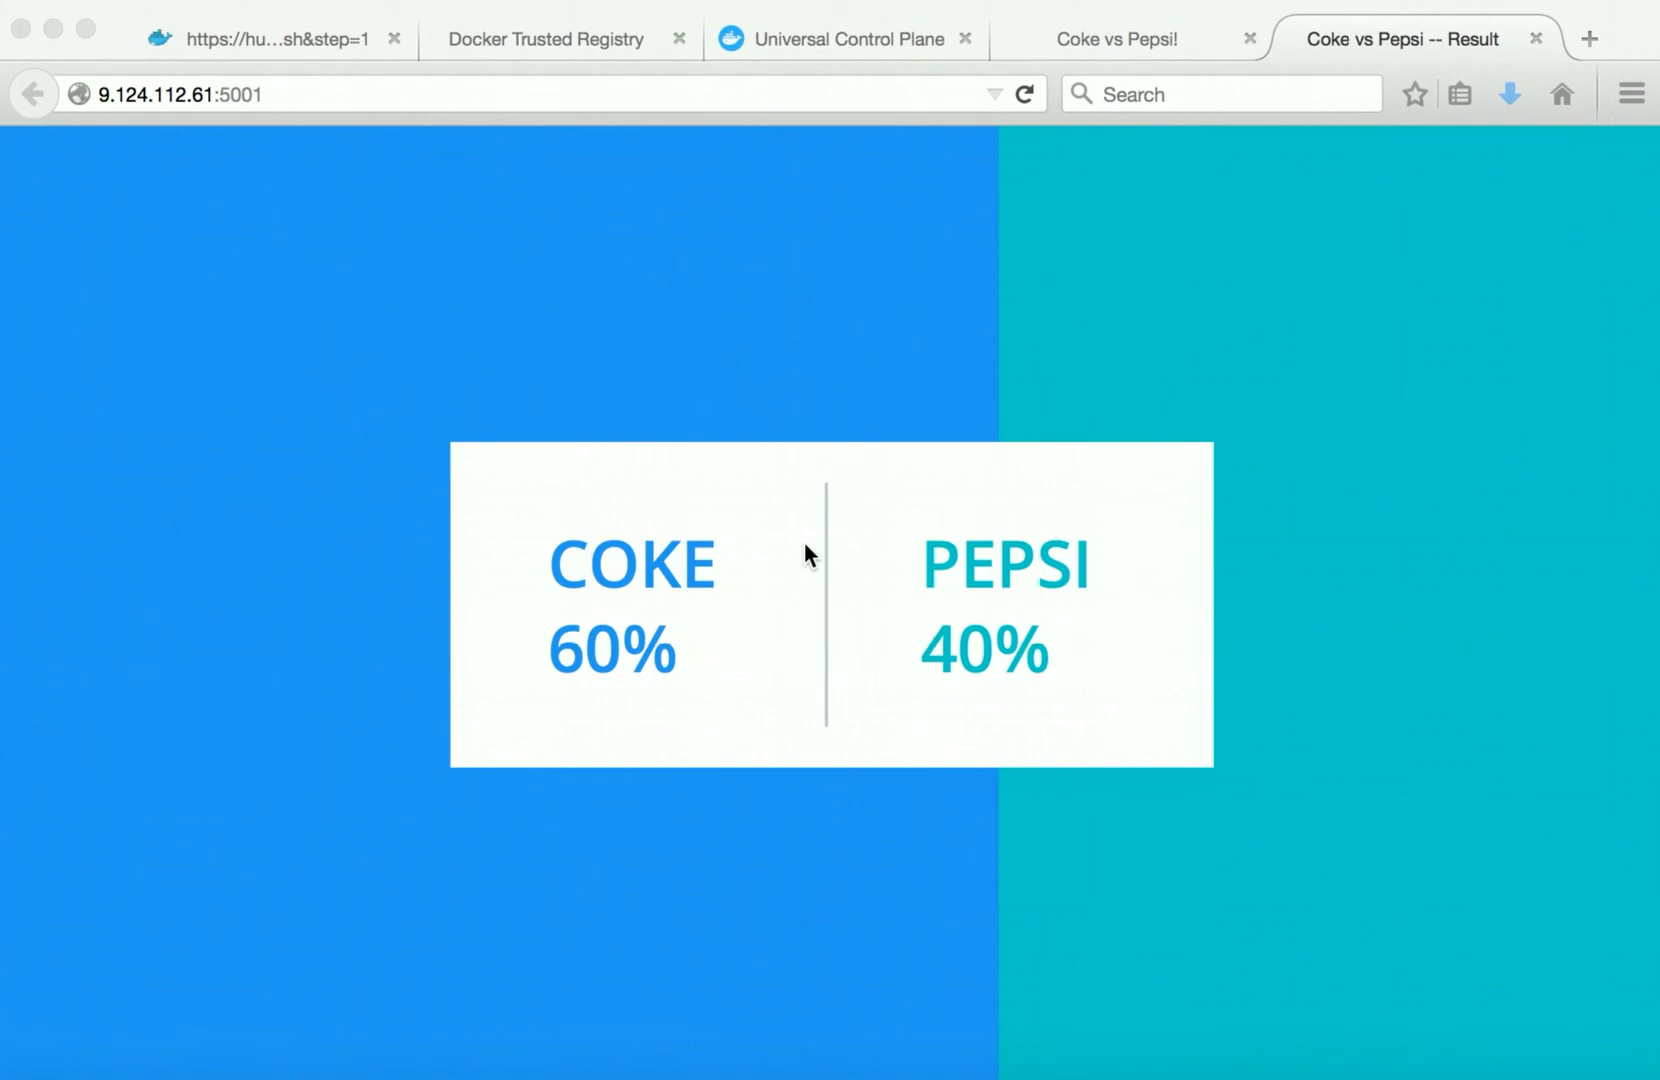 https://hu...sh&step=1
Docker Trusted Registry
Universal Control Plane
Coke vs Pepsi!
Coke vs Pepsi -- Result
9.124.112.61:5001
Search
COKE
60%
PEPSI
40%